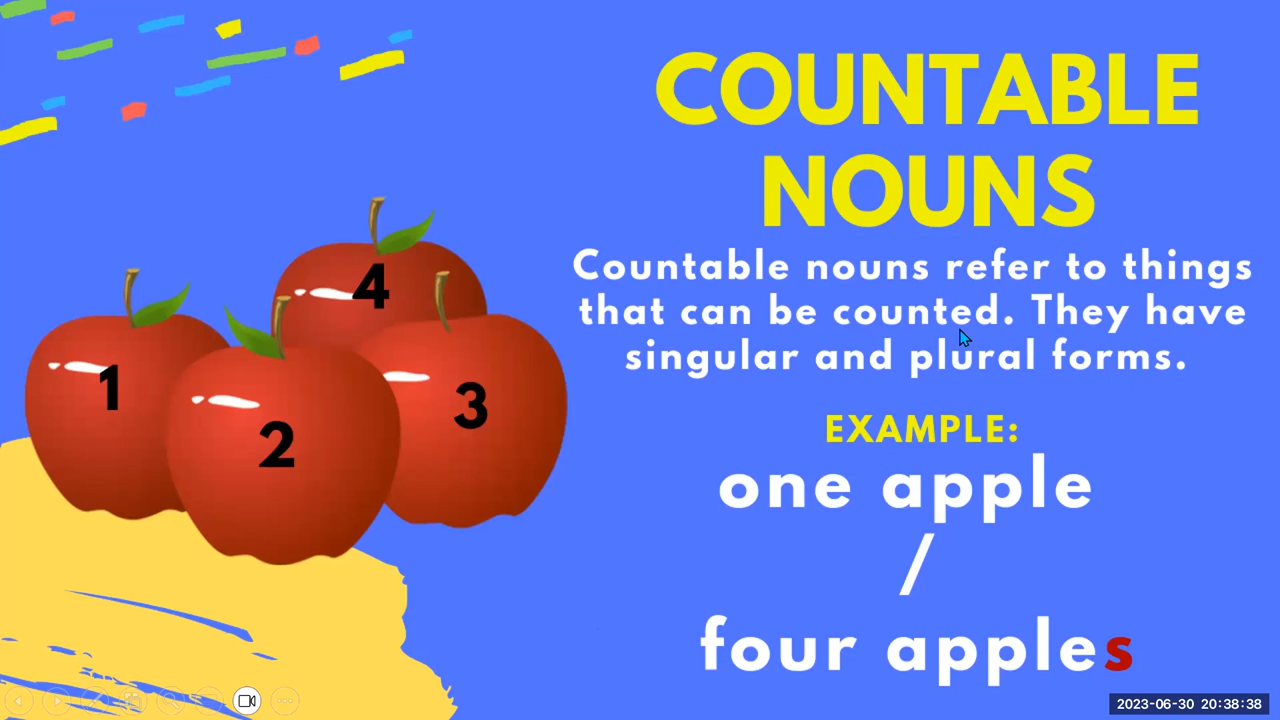 COUNTABLE
NOUNS
Countable nouns refer to things
that can be counted. They have
singular and plural forms.
EXAMPLE:
one apple
/
four apples
4
1
3
2
2023-06-30 20:38:38